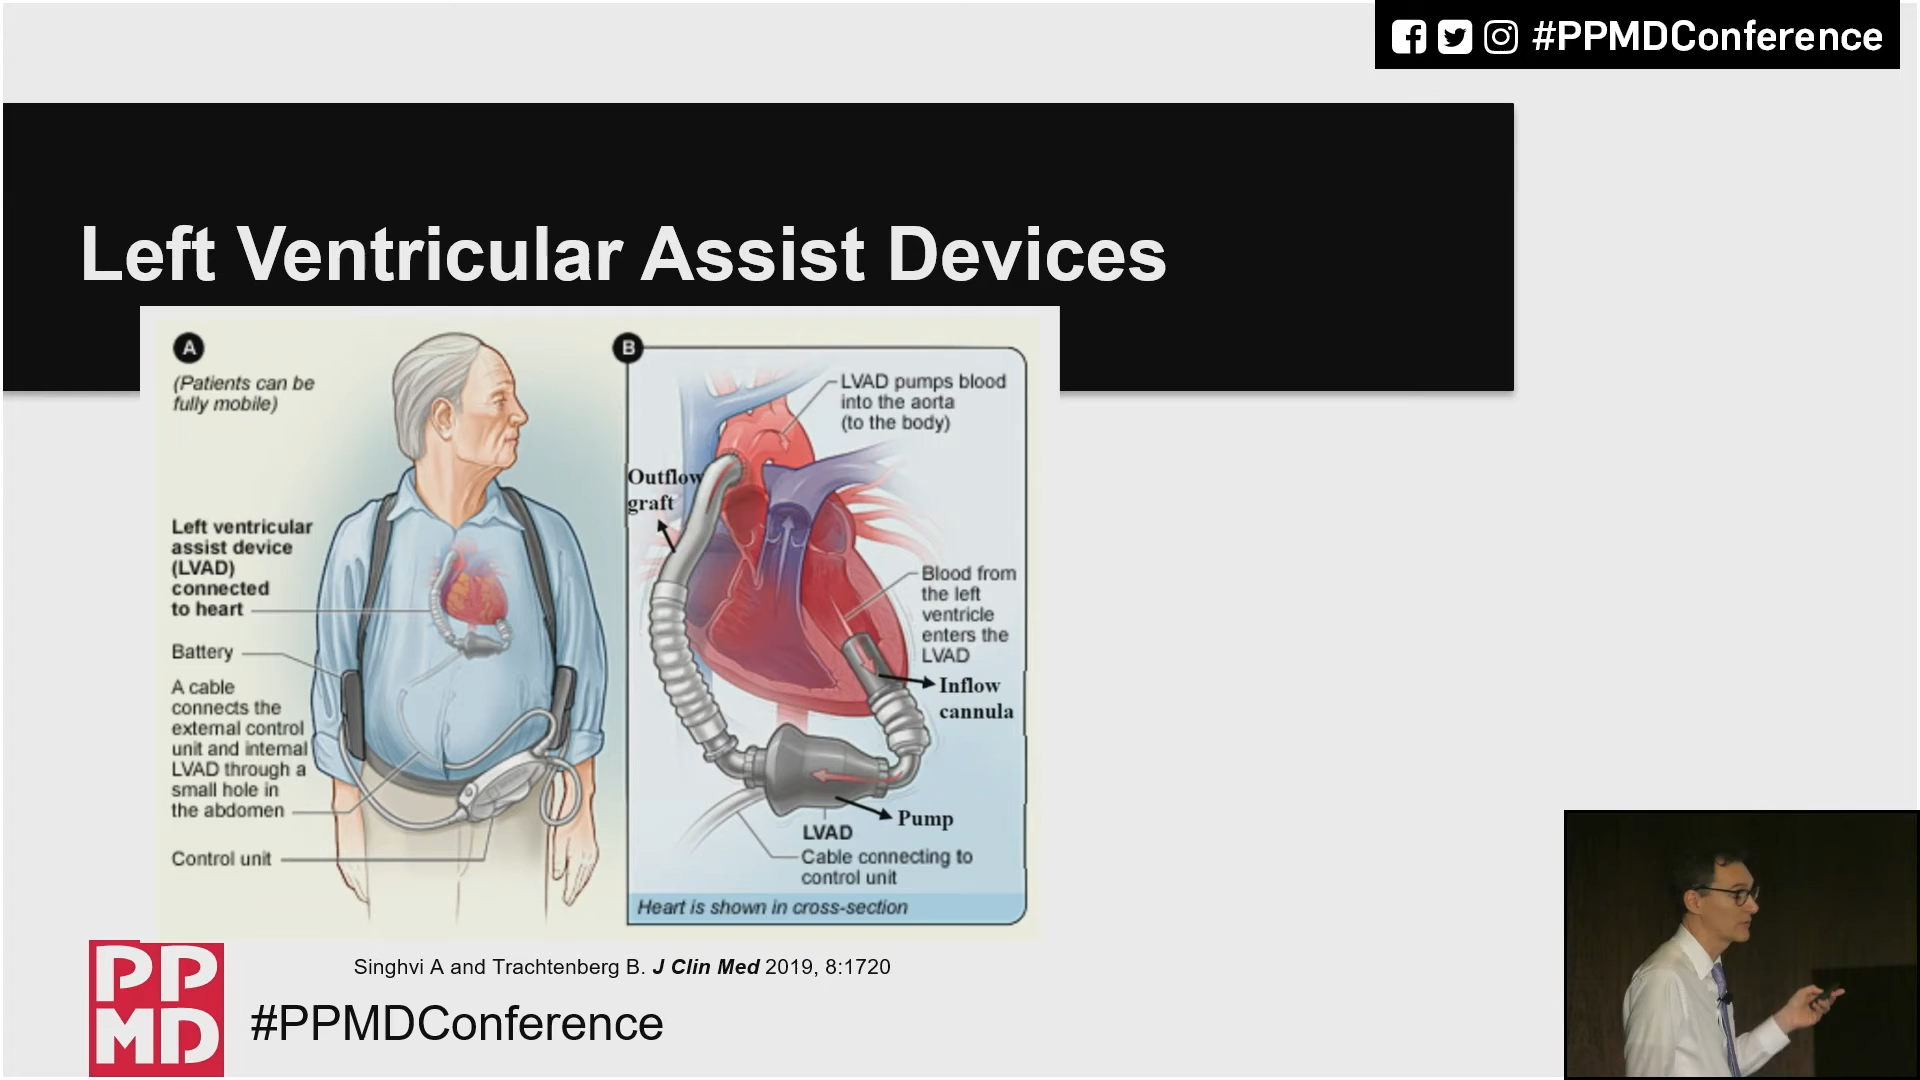 #PPMDConference
Left Ventricular Assist Devices
A
(Patients can be
fully mobile)
Left ventricular
assist device
(LVAD)
connected
to heart
Battery
A cable
connects the
external control
unit and internal
LVAD through a
small hole in
the abdomen
Control unit
B
LVAD pumps blood
into the aorta
(to the body)
Outflow
graft
Blood from
the left
ventricle
enters the
LVAD
Inflow
cannula
Pump
LVAD
Cable connecting to
control unit
Heart is shown in cross-section
Singhvi A and Trachtenberg B. J Clin Med 2019, 8:1720
PP
MD
#PPMDConference